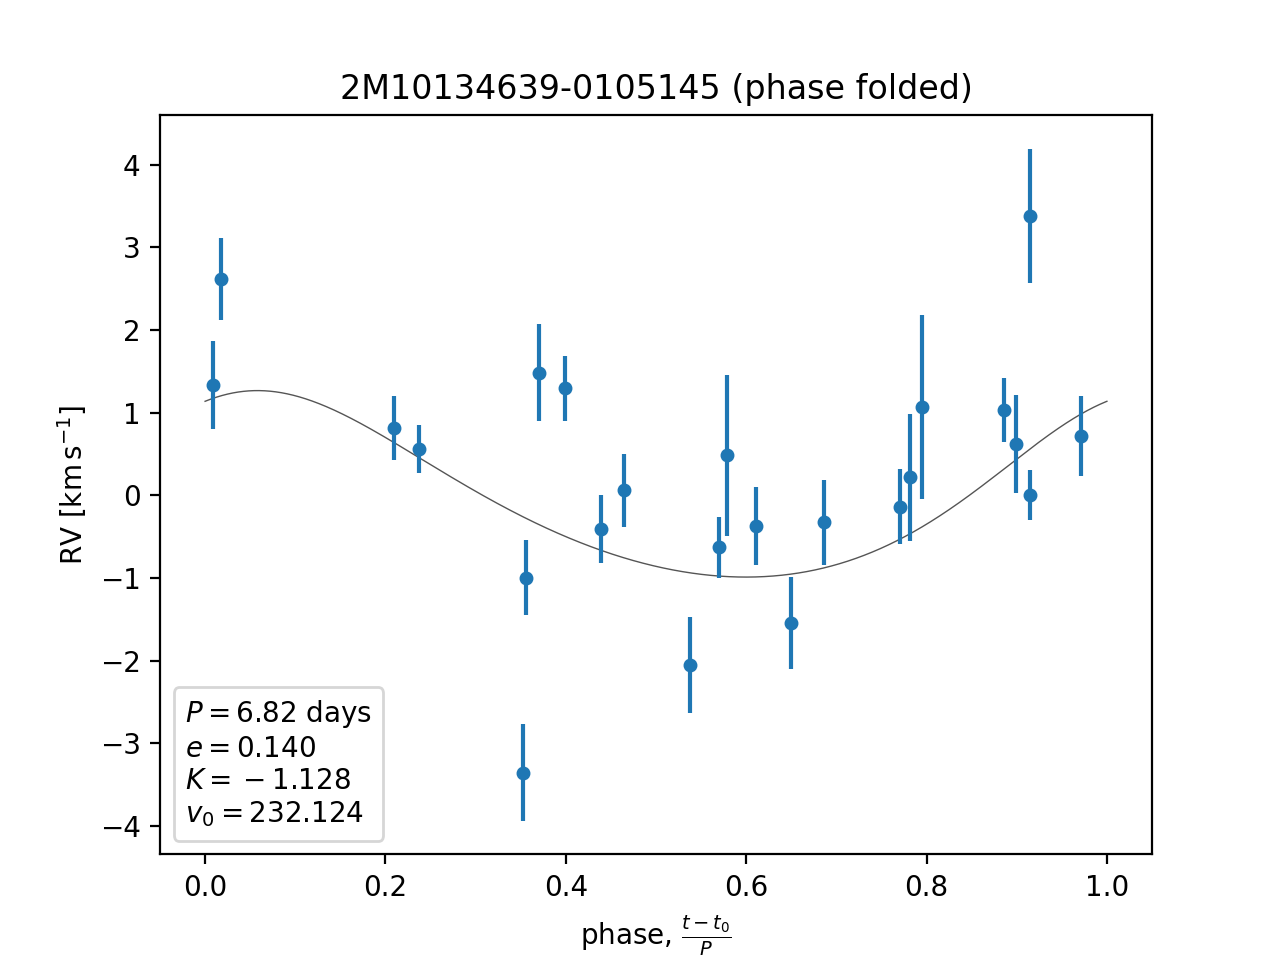 2M10134639-0105145 (phase folded)
4
3
2
1
0
−1
−2
−3
−4
RV [km s⁻¹]
P = 6.82 days
e = 0.140
K = −1.128
v₀ = 232.124
0.0 0.2 0.4 0.6 0.8 1.0
phase, (t − t₀)/P